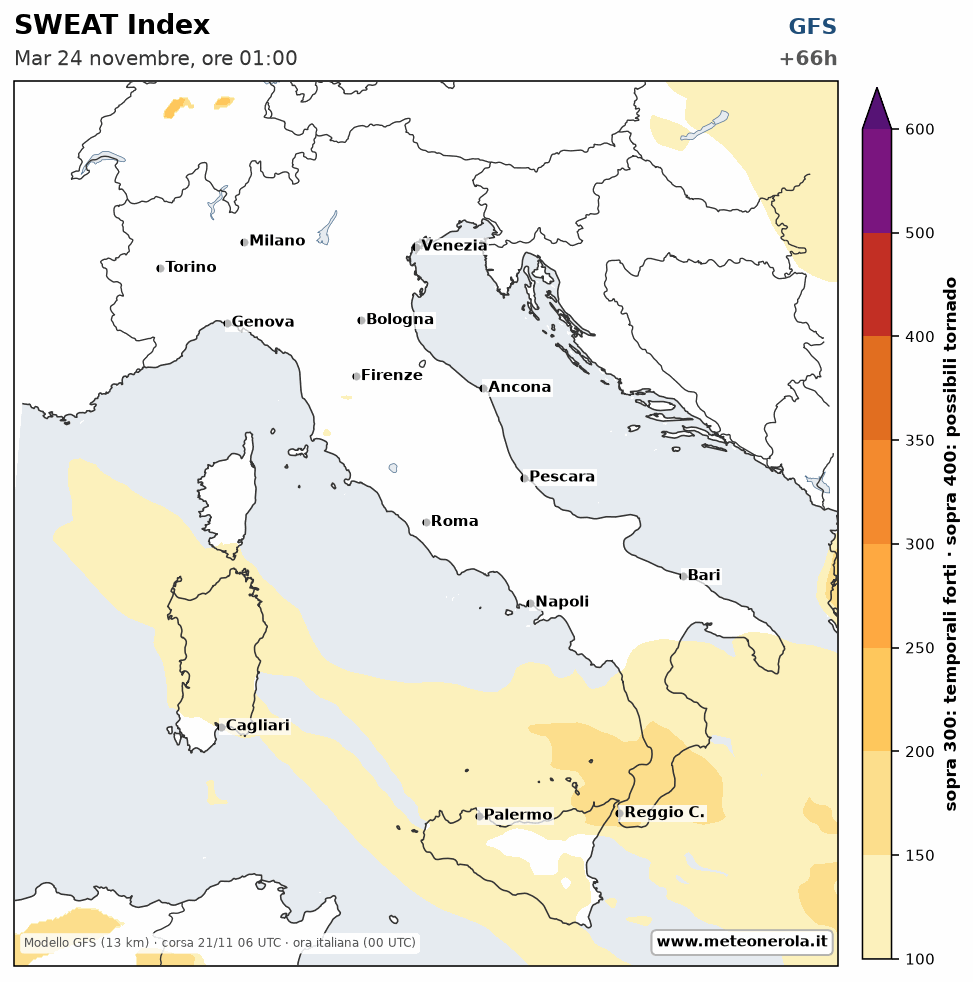 SWEAT Index
GFS
Mar 24 novembre, ore 01:00
+66h
600
500
400
350
300
250
200
150
100
sopra 300: temporali forti · sopra 400: possibili tornado
Milano
Venezia
Torino
Genova
Bologna
Firenze
Ancona
Pescara
Roma
Bari
Napoli
Cagliari
Palermo
Reggio C.
Modello GFS (13 km) · corsa 21/11 06 UTC · ora italiana (00 UTC)
www.meteonerola.it